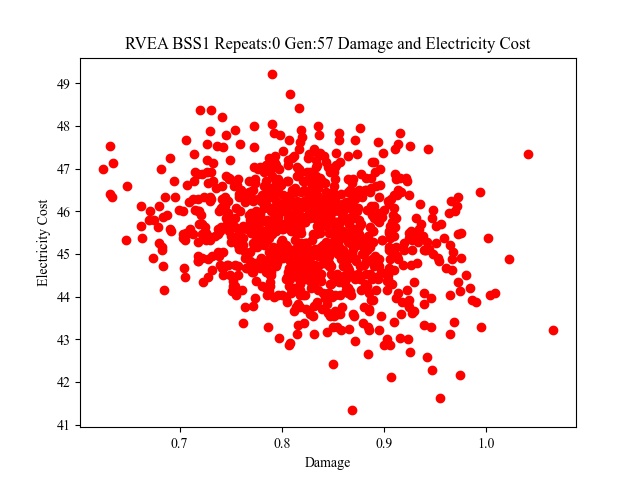 RVEA BSS1 Repeats:0 Gen:57 Damage and Electricity Cost
49
48
47
46
45
44
43
42
41
Electricity Cost
0.7 0.8 0.9 1.0
Damage